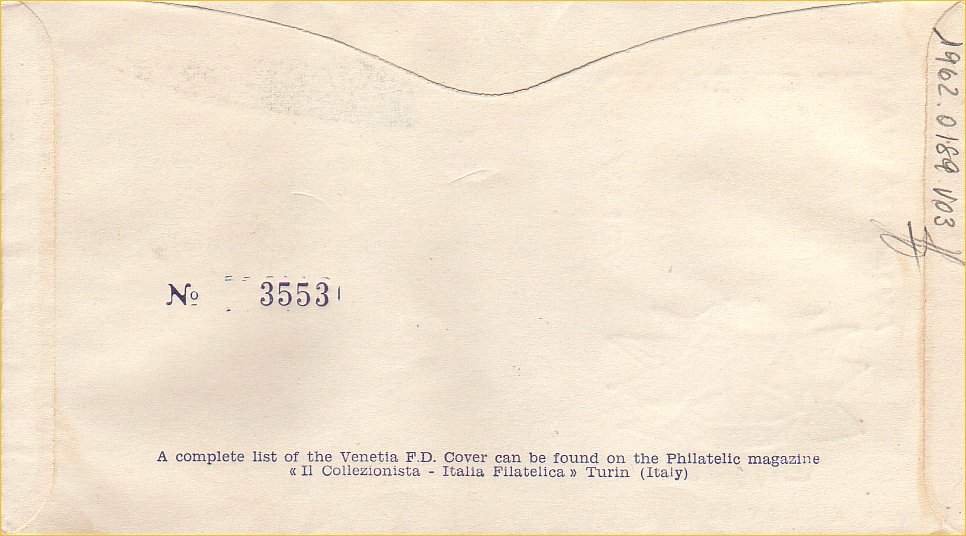 1962.0189.V03
Nº 3553
A complete list of the Venetia F.D. Cover can be found on the Philatelic magazine
« Il Collezionista - Italia Filatelica » Turin (Italy)